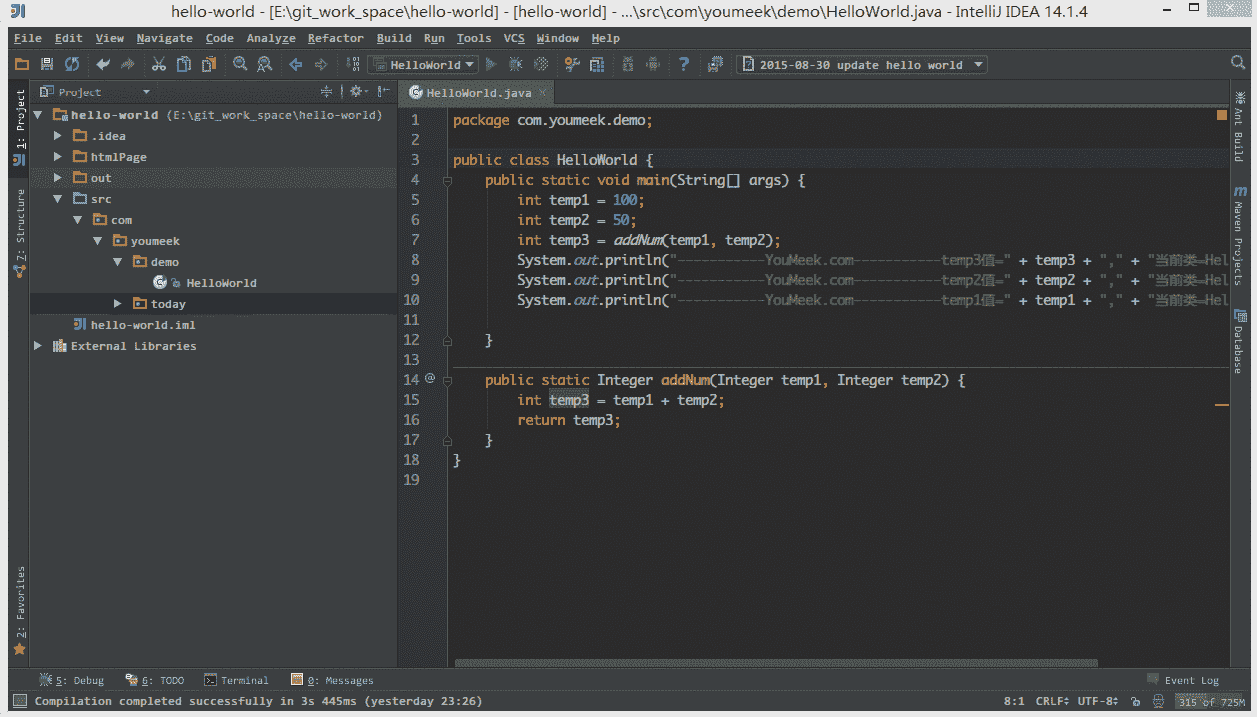 hello-world - [E:\git_work_space\hello-world] - [hello-world] - ...\src\com\youmeek\demo\HelloWorld.java - IntelliJ IDEA 14.1.4
File Edit View Navigate Code Analyze Refactor Build Run Tools VCS Window Help
HelloWorld 2015-08-30 update hello world
Project
HelloWorld.java
1: Project
7: Structure
2: Favorites
hello-world (E:\git_work_space\hello-world)
.idea
htmlPage
out
src
com
youmeek
demo
HelloWorld
today
hello-world.iml
External Libraries
1 package com.youmeek.demo;
2
3 public class HelloWorld {
4 public static void main(String[] args) {
5 int temp1 = 100;
6 int temp2 = 50;
7 int temp3 = addNum(temp1, temp2);
8 System.out.println("-----------YouMeek.com-----------temp3值=" + temp3 + "," + "当前类=Hel
9 System.out.println("-----------YouMeek.com-----------temp2值=" + temp2 + "," + "当前类=Hel
10 System.out.println("-----------YouMeek.com-----------temp1值=" + temp1 + "," + "当前类=Hel
11
12 }
13
14 @ public static Integer addNum(Integer temp1, Integer temp2) {
15 int temp3 = temp1 + temp2;
16 return temp3;
17 }
18 }
19
Ant Build
m Maven Projects
Database
5: Debug 6: TODO Terminal 0: Messages Event Log
Compilation completed successfully in 3s 445ms (yesterday 23:26) 8:1 CRLF UTF-8 315 of 725M